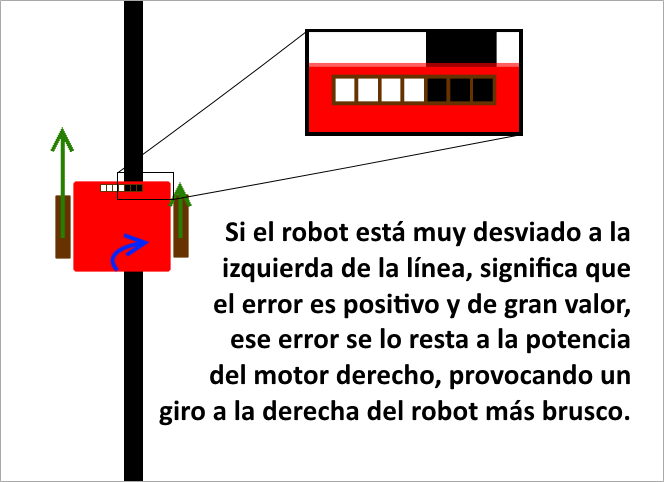 Si el robot está muy desviado a la
izquierda de la línea, significa que
el error es positivo y de gran valor,
ese error se lo resta a la potencia
del motor derecho, provocando un
giro a la derecha del robot más brusco.